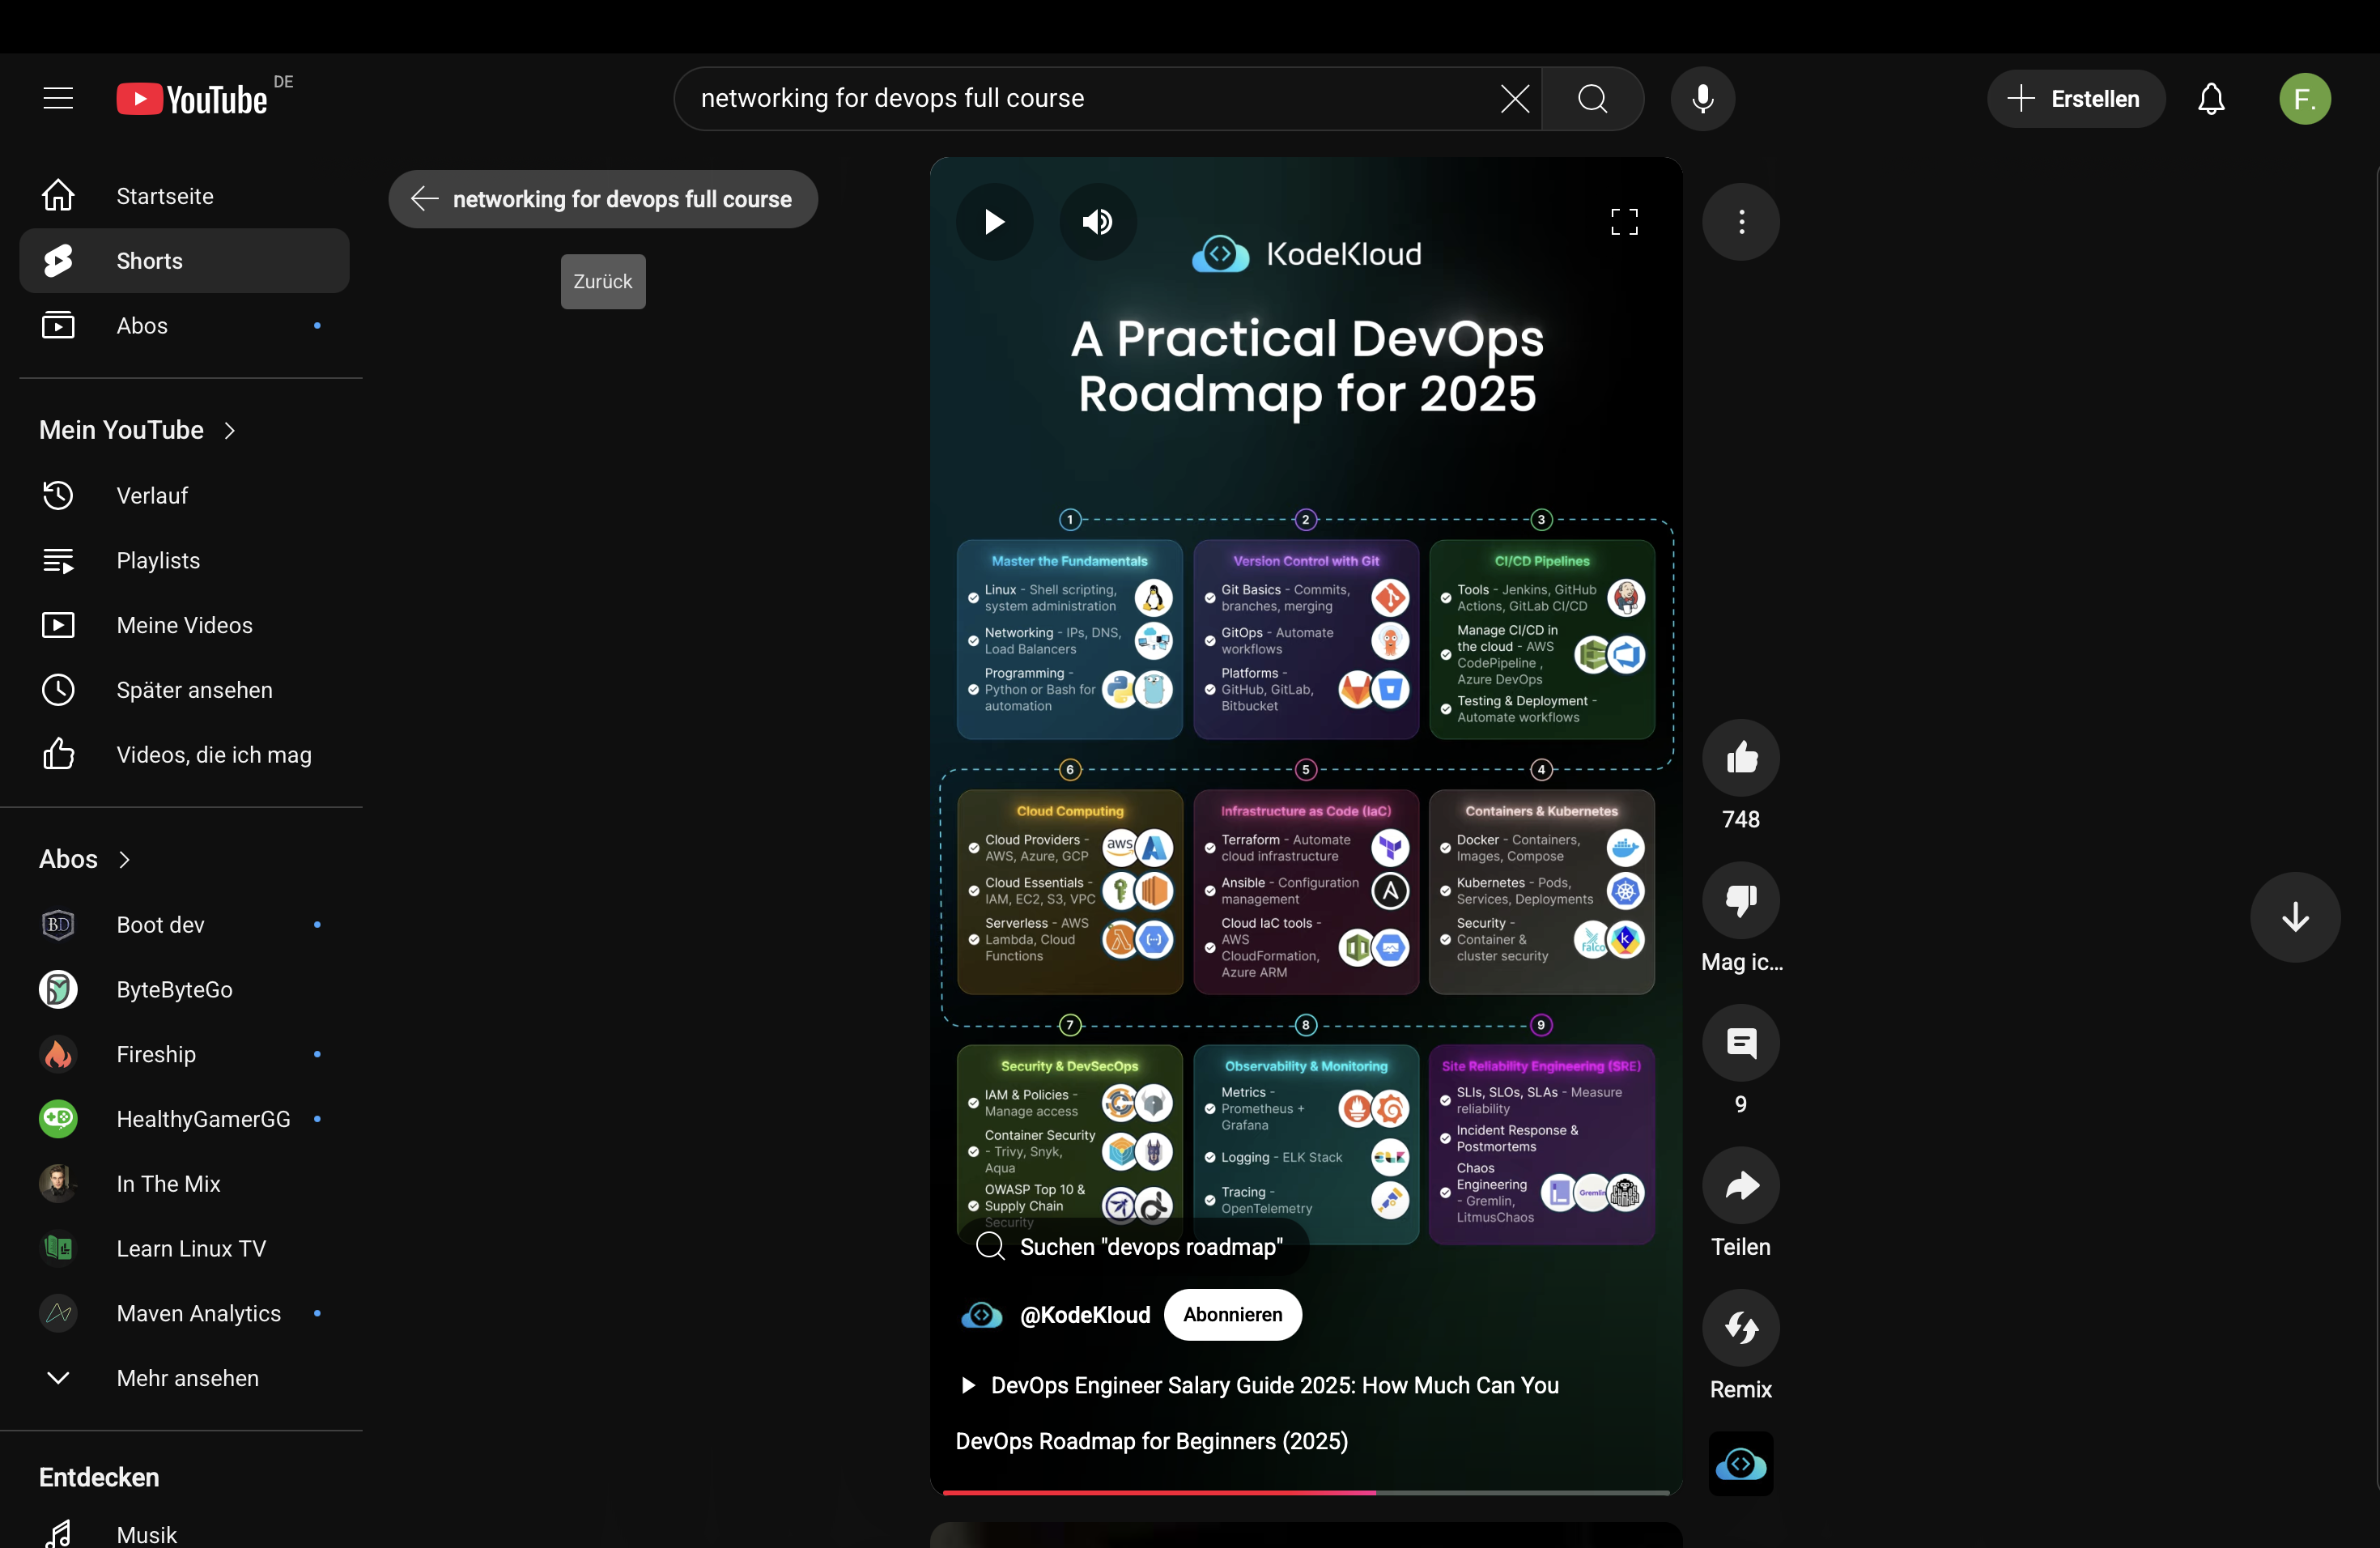 YouTube DE
networking for devops full course
Erstellen
F.
Startseite
Shorts
Abos
Mein YouTube
Verlauf
Playlists
Meine Videos
Später ansehen
Videos, die ich mag
Abos
Boot dev
ByteByteGo
Fireship
HealthyGamerGG
In The Mix
Learn Linux TV
Maven Analytics
Mehr ansehen
Entdecken
Musik
networking for devops full course
Zurück
KodeKloud
A Practical DevOps
Roadmap for 2025
1
Master the Fundamentals
Linux - Shell scripting,
system administration
Networking - IPs, DNS,
Load Balancers
Programming -
Python or Bash for
automation
2
Version Control with Git
Git Basics - Commits,
branches, merging
GitOps - Automate
workflows
Platforms -
GitHub, GitLab,
Bitbucket
3
CI/CD Pipelines
Tools - Jenkins, GitHub
Actions, GitLab CI/CD
Manage CI/CD in
the cloud - AWS
CodePipeline ,
Azure DevOps
Testing & Deployment -
Automate workflows
6
Cloud Computing
Cloud Providers -
AWS, Azure, GCP
aws
Cloud Essentials -
IAM, EC2, S3, VPC
Serverless - AWS
Lambda, Cloud
Functions
5
Infrastructure as Code (IaC)
Terraform - Automate
cloud infrastructure
Ansible - Configuration
management
Cloud IaC tools -
AWS
CloudFormation,
Azure ARM
4
Containers & Kubernetes
Docker - Containers,
Images, Compose
Kubernetes - Pods,
Services, Deployments
Security -
Container &
cluster security
falco
7
Security & DevSecOps
IAM & Policies -
Manage access
Container Security
- Trivy, Snyk,
Aqua
OWASP Top 10 &
Supply Chain
Security
8
Observability & Monitoring
Metrics -
Prometheus +
Grafana
Logging - ELK Stack
Tracing -
OpenTelemetry
9
Site Reliability Engineering (SRE)
SLIs, SLOs, SLAs - Measure
reliability
Incident Response &
Postmortems
Chaos
Engineering
- Gremlin,
LitmusChaos
Gremlin
Suchen "devops roadmap"
@KodeKloud
Abonnieren
DevOps Engineer Salary Guide 2025: How Much Can You
DevOps Roadmap for Beginners (2025)
748
Mag ic...
9
Teilen
Remix